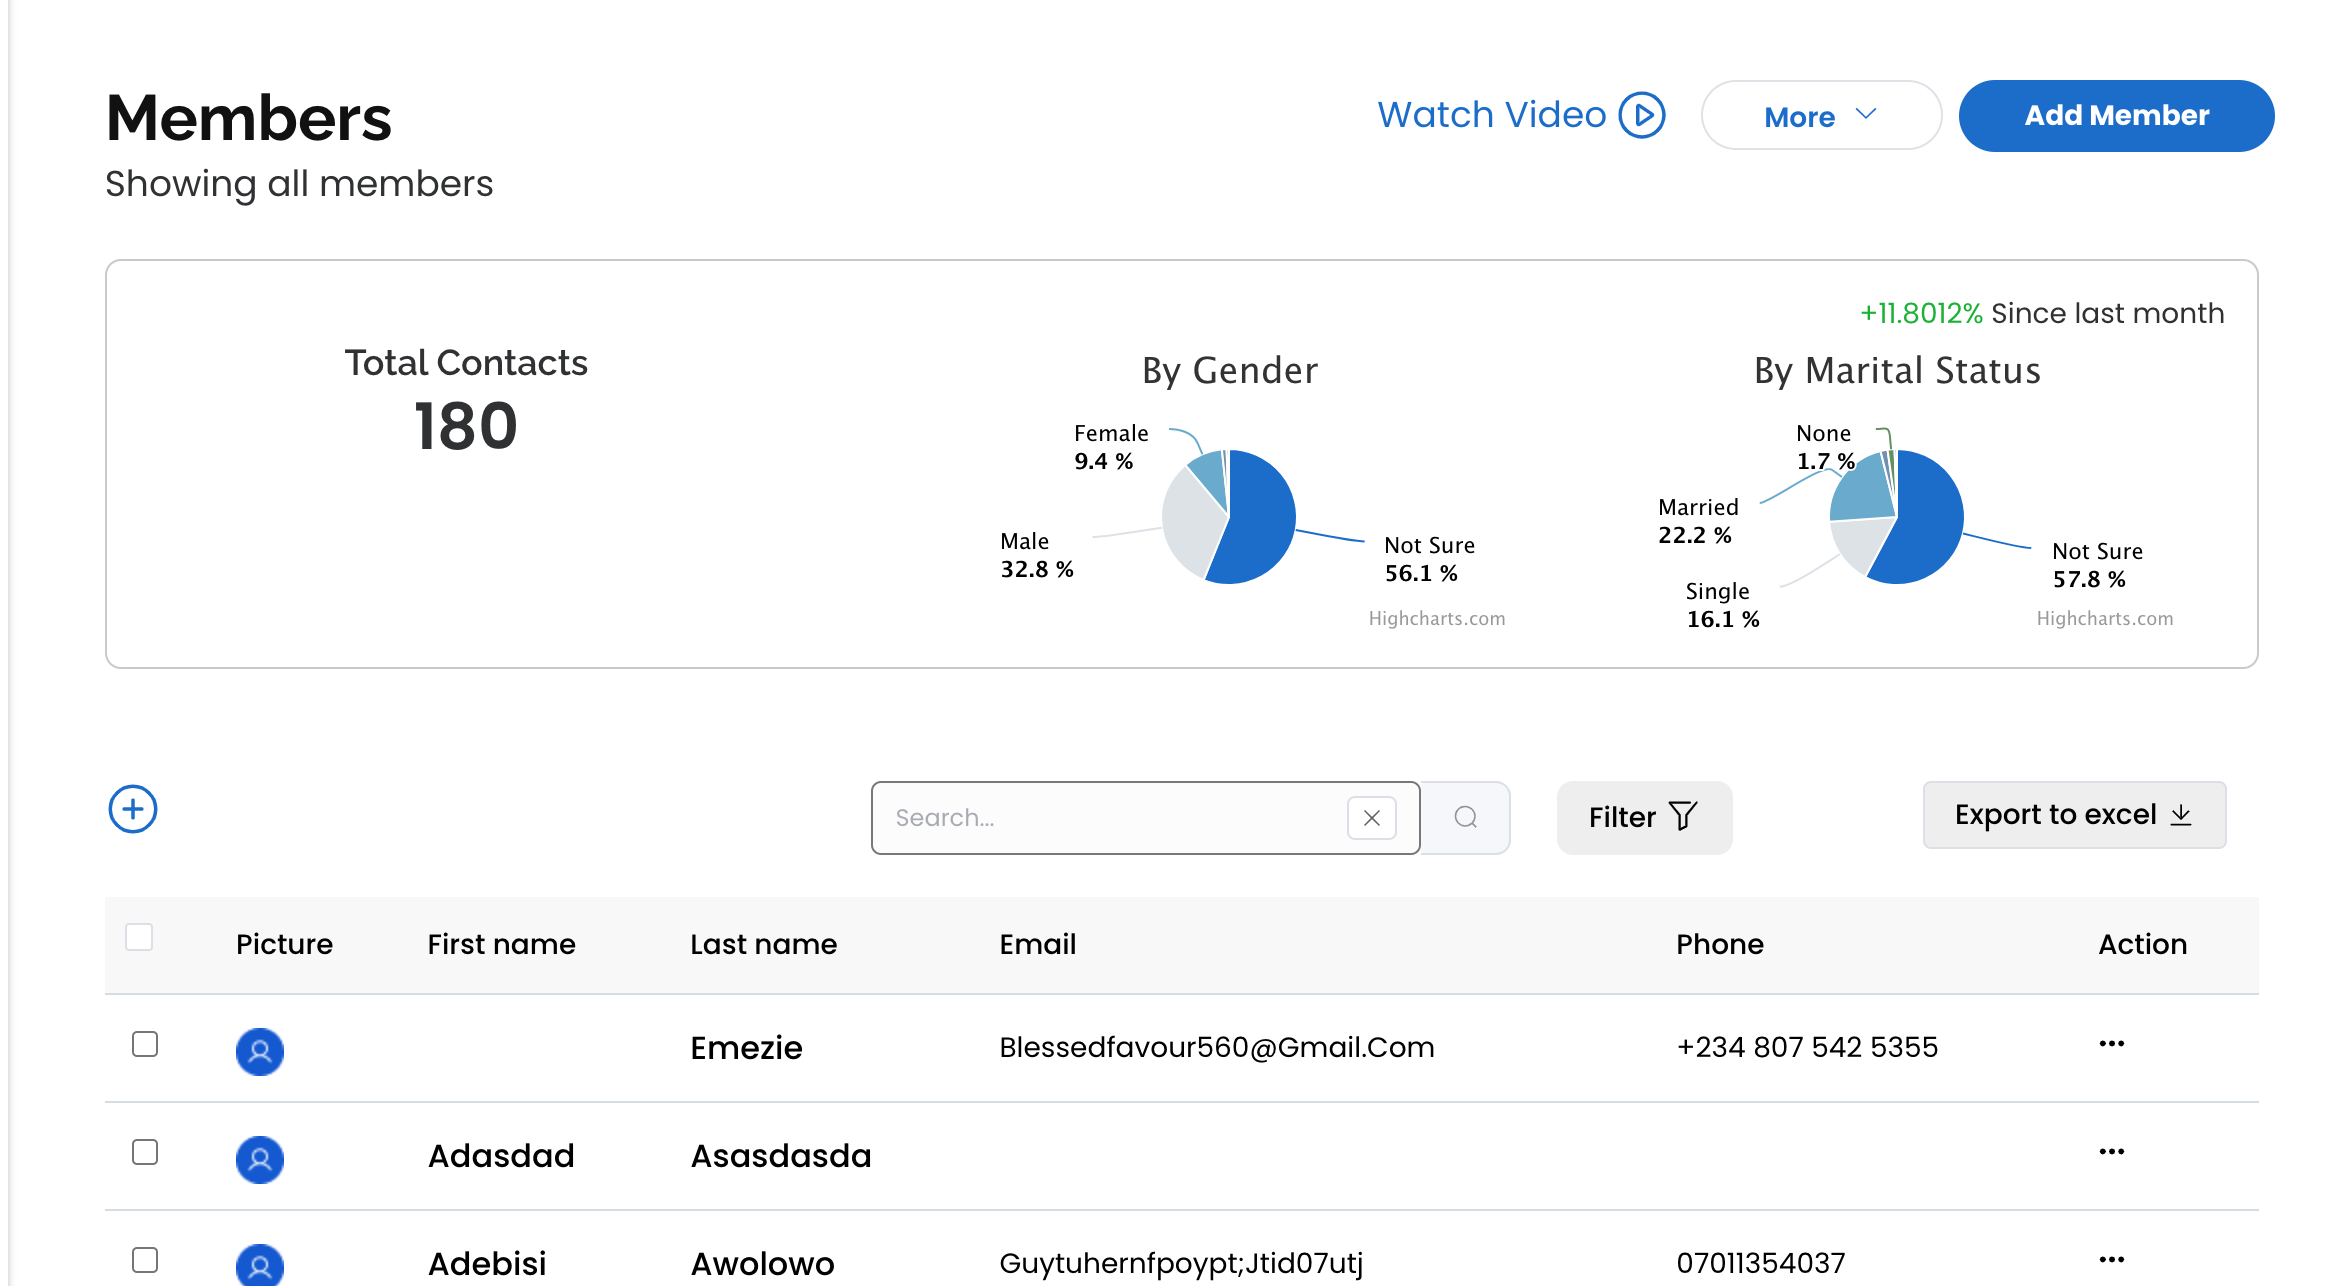 Members
Showing all members
Watch Video
More
Add Member
+11.8012% Since last month
Total Contacts
180
By Gender
Female
9.4 %
Male
32.8 %
Not Sure
56.1 %
Highcharts.com
By Marital Status
None
1.7 %
Married
22.2 %
Single
16.1 %
Not Sure
57.8 %
Highcharts.com
Search...
Filter
Export to excel
Picture First name Last name Email Phone Action
Emezie Blessedfavour560@Gmail.Com +234 807 542 5355
Adasdad Asasdasda
Adebisi Awolowo Guytuhernfpoypt;Jtid07utj 07011354037